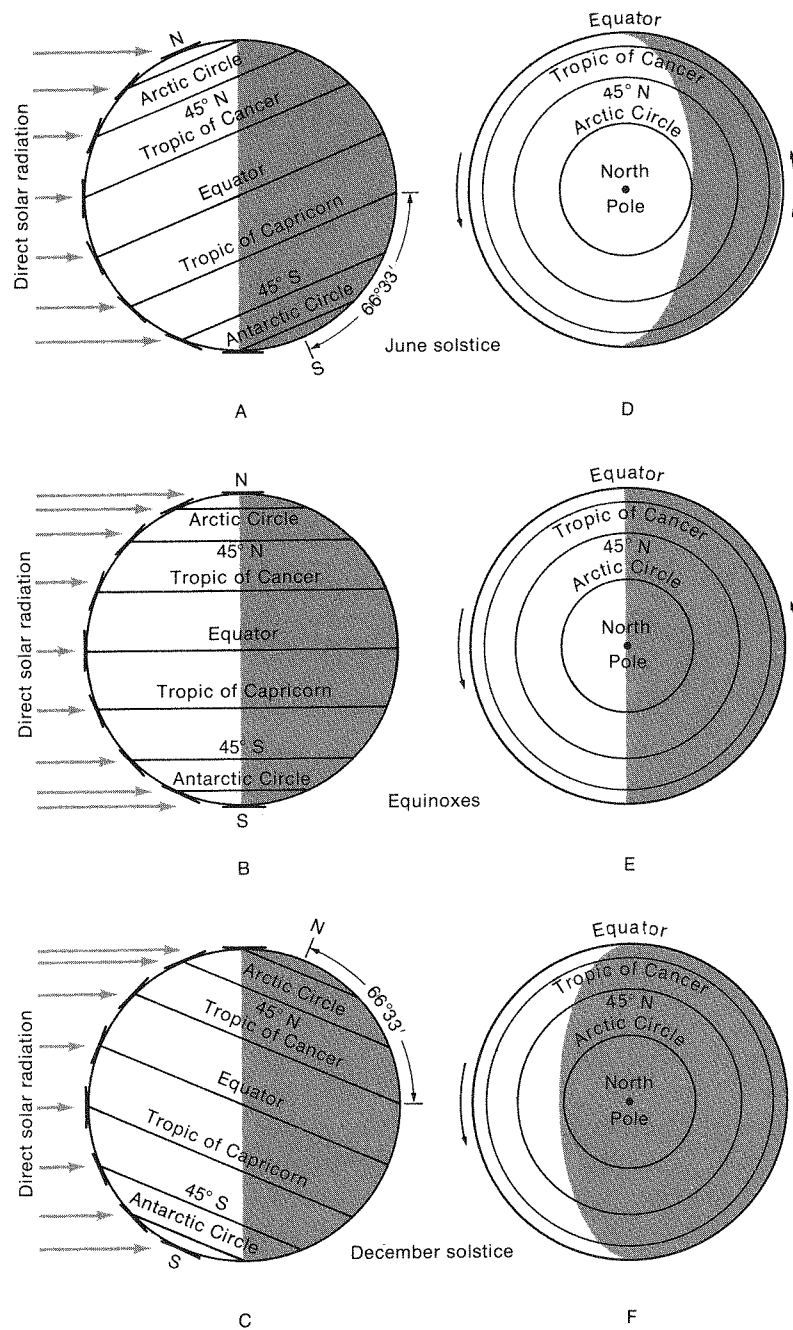 Direct solar radiation
N
Arctic Circle
45° N
Tropic of Cancer
Equator
Tropic of Capricorn
45° S
Antarctic Circle
66°33′
S
June solstice
A
Equator
Tropic of Cancer
45° N
Arctic Circle
North
Pole
D
Direct solar radiation
N
Arctic Circle
45° N
Tropic of Cancer
Equator
Tropic of Capricorn
45° S
Antarctic Circle
S
Equinoxes
B
Equator
Tropic of Cancer
45° N
Arctic Circle
North
Pole
E
Direct solar radiation
N
66°33′
Arctic Circle
45° N
Tropic of Cancer
Equator
Tropic of Capricorn
45° S
Antarctic Circle
S
December solstice
C
Equator
Tropic of Cancer
45° N
Arctic Circle
North
Pole
F